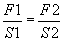 F1/S1 = F2/S2